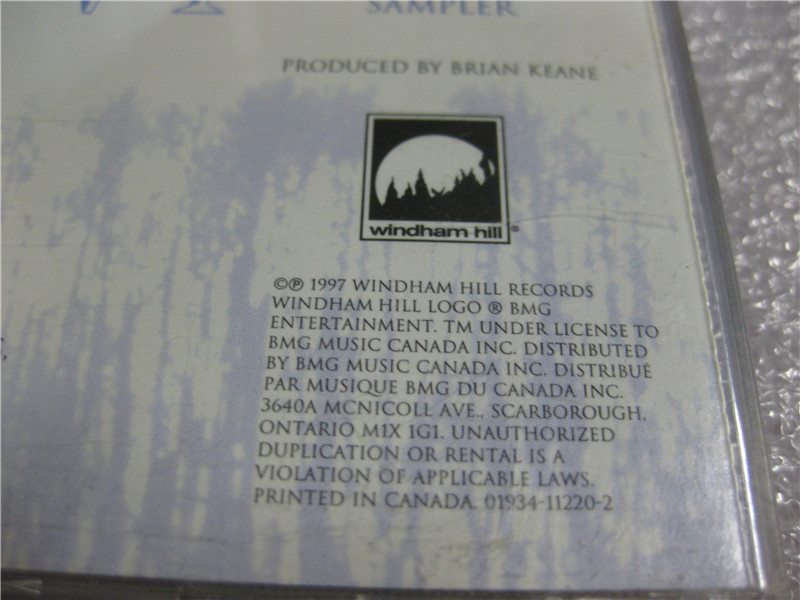 SAMPLER
PRODUCED BY BRIAN KEANE
windham hill®
©℗ 1997 WINDHAM HILL RECORDS
WINDHAM HILL LOGO ® BMG
ENTERTAINMENT. TM UNDER LICENSE TO
BMG MUSIC CANADA INC. DISTRIBUTED
BY BMG MUSIC CANADA INC. DISTRIBUÉ
PAR MUSIQUE BMG DU CANADA INC.
3640A MCNICOLL AVE., SCARBOROUGH,
ONTARIO M1X 1G1. UNAUTHORIZED
DUPLICATION OR RENTAL IS A
VIOLATION OF APPLICABLE LAWS.
PRINTED IN CANADA. 01934-11220-2